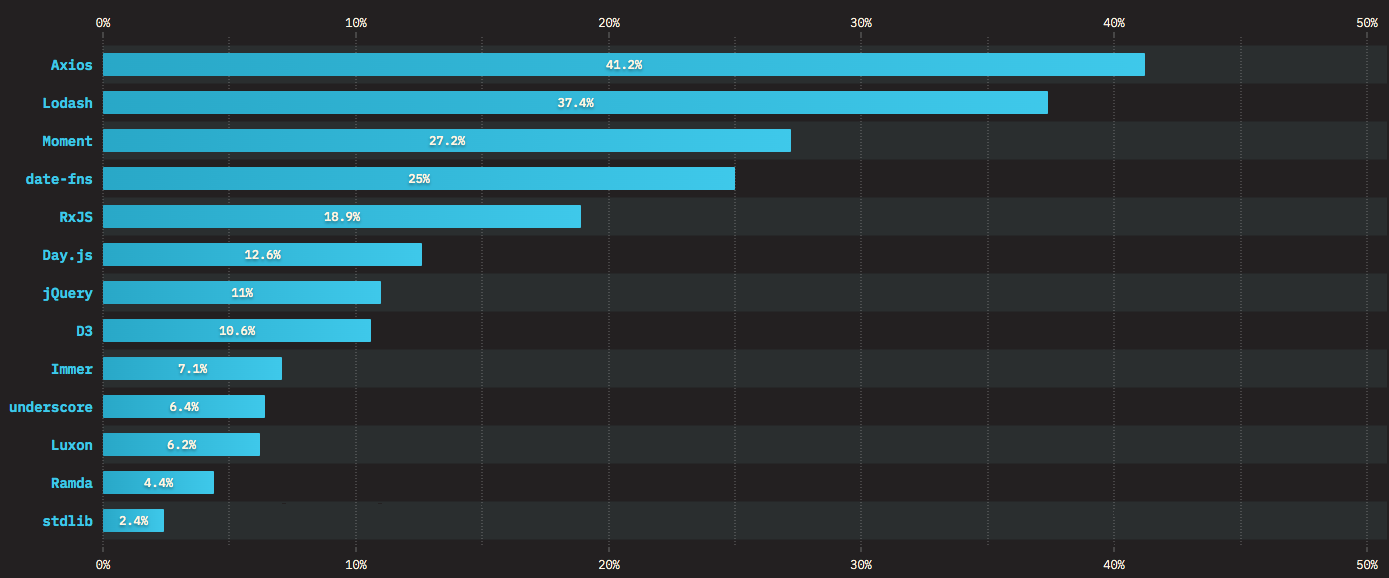 0% 10% 20% 30% 40% 50%
Axios 41.2%
Lodash 37.4%
Moment 27.2%
date-fns 25%
RxJS 18.9%
Day.js 12.6%
jQuery 11%
D3 10.6%
Immer 7.1%
underscore 6.4%
Luxon 6.2%
Ramda 4.4%
stdlib 2.4%
0% 10% 20% 30% 40% 50%